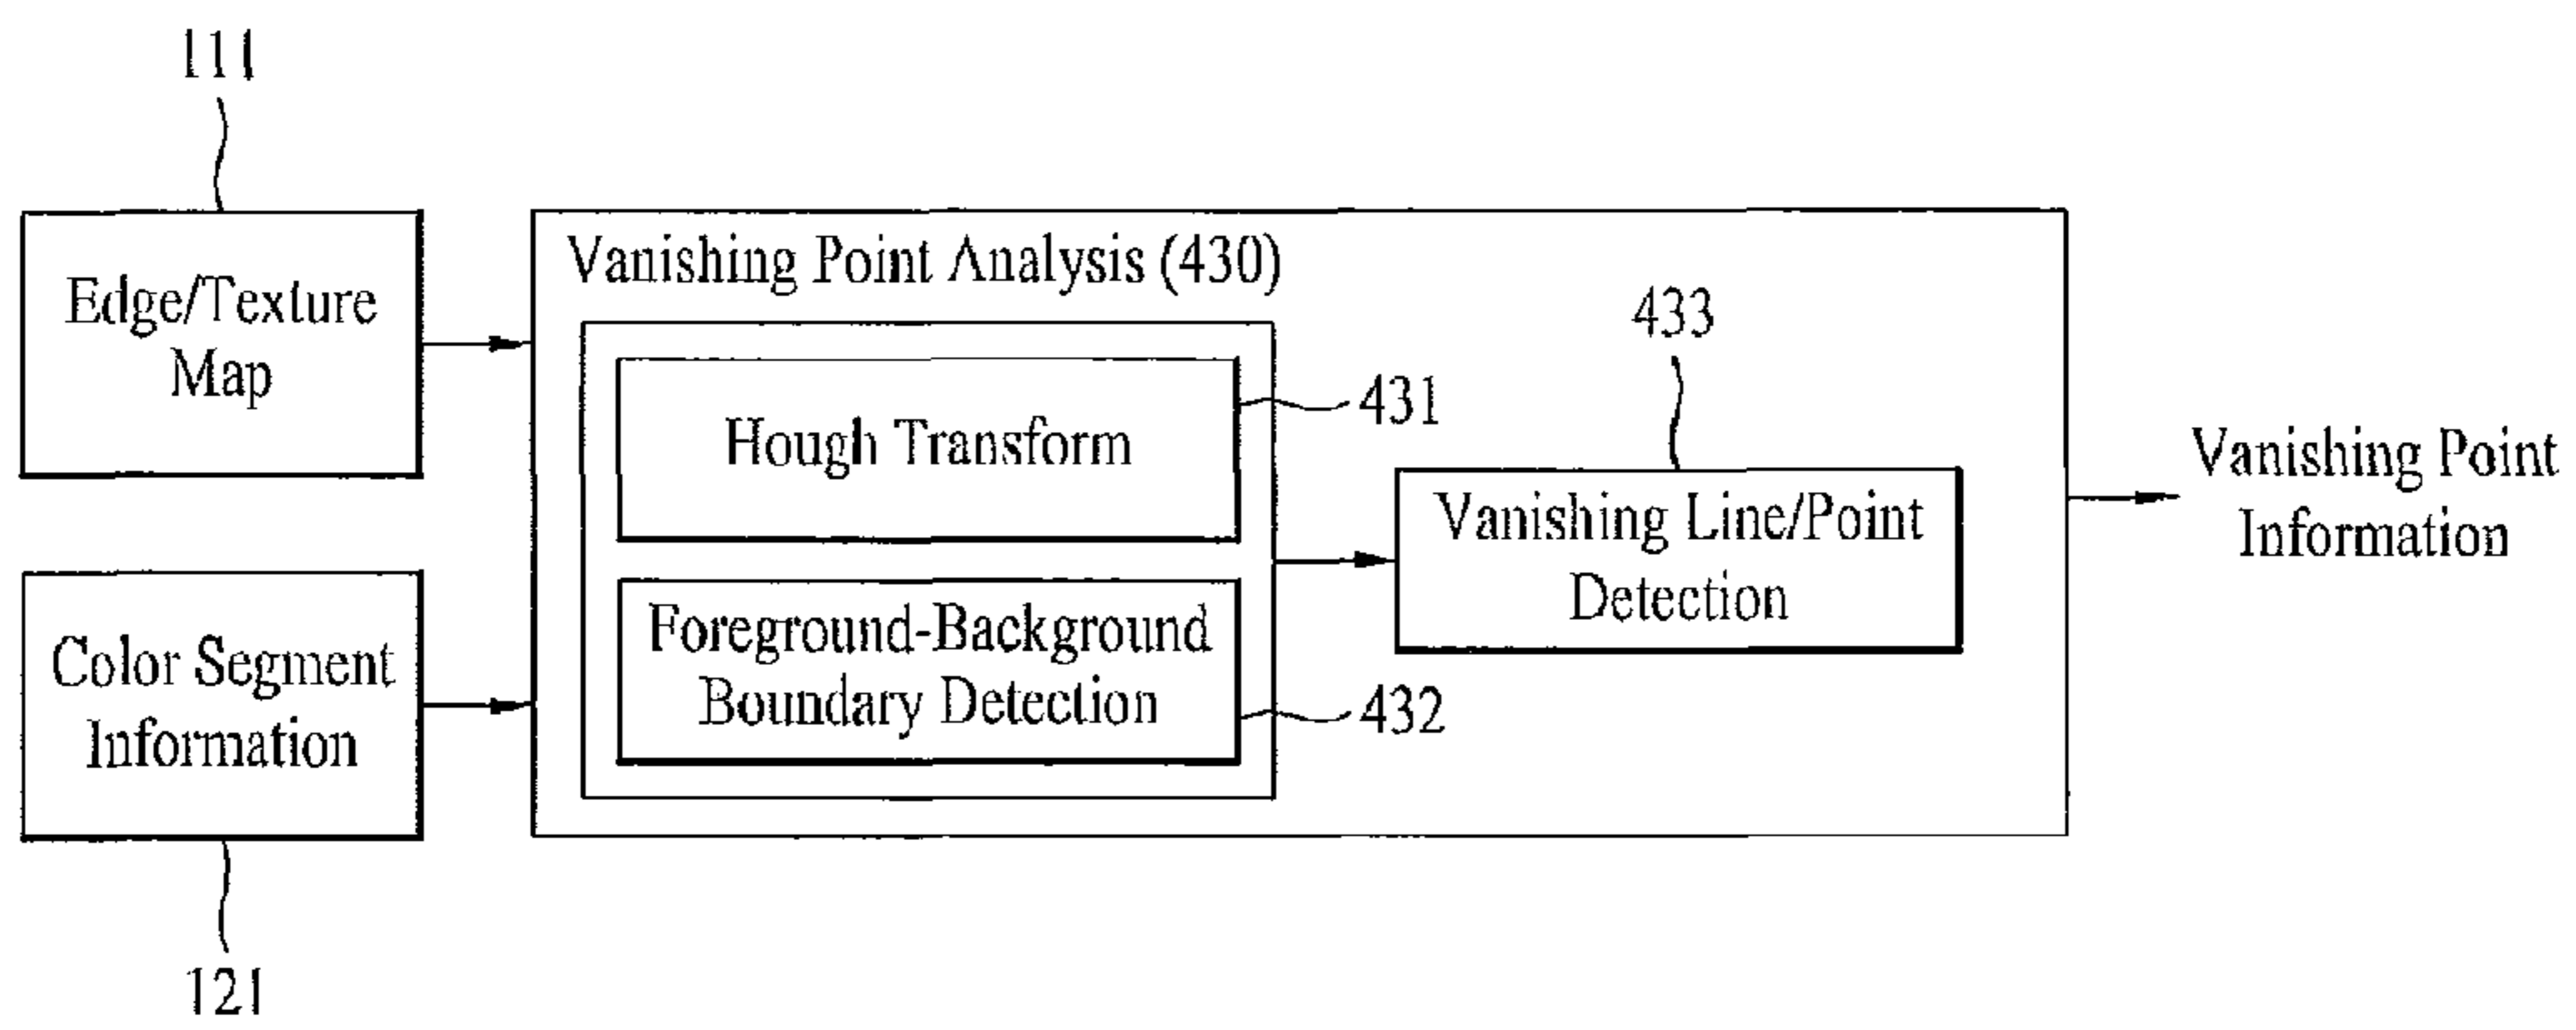 111
Edge/Texture
Map
Color Segment
Information
121
Vanishing Point Analysis (430)
Hough Transform
431
Foreground-Background
Boundary Detection
432
433
Vanishing Line/Point
Detection
Vanishing Point
Information